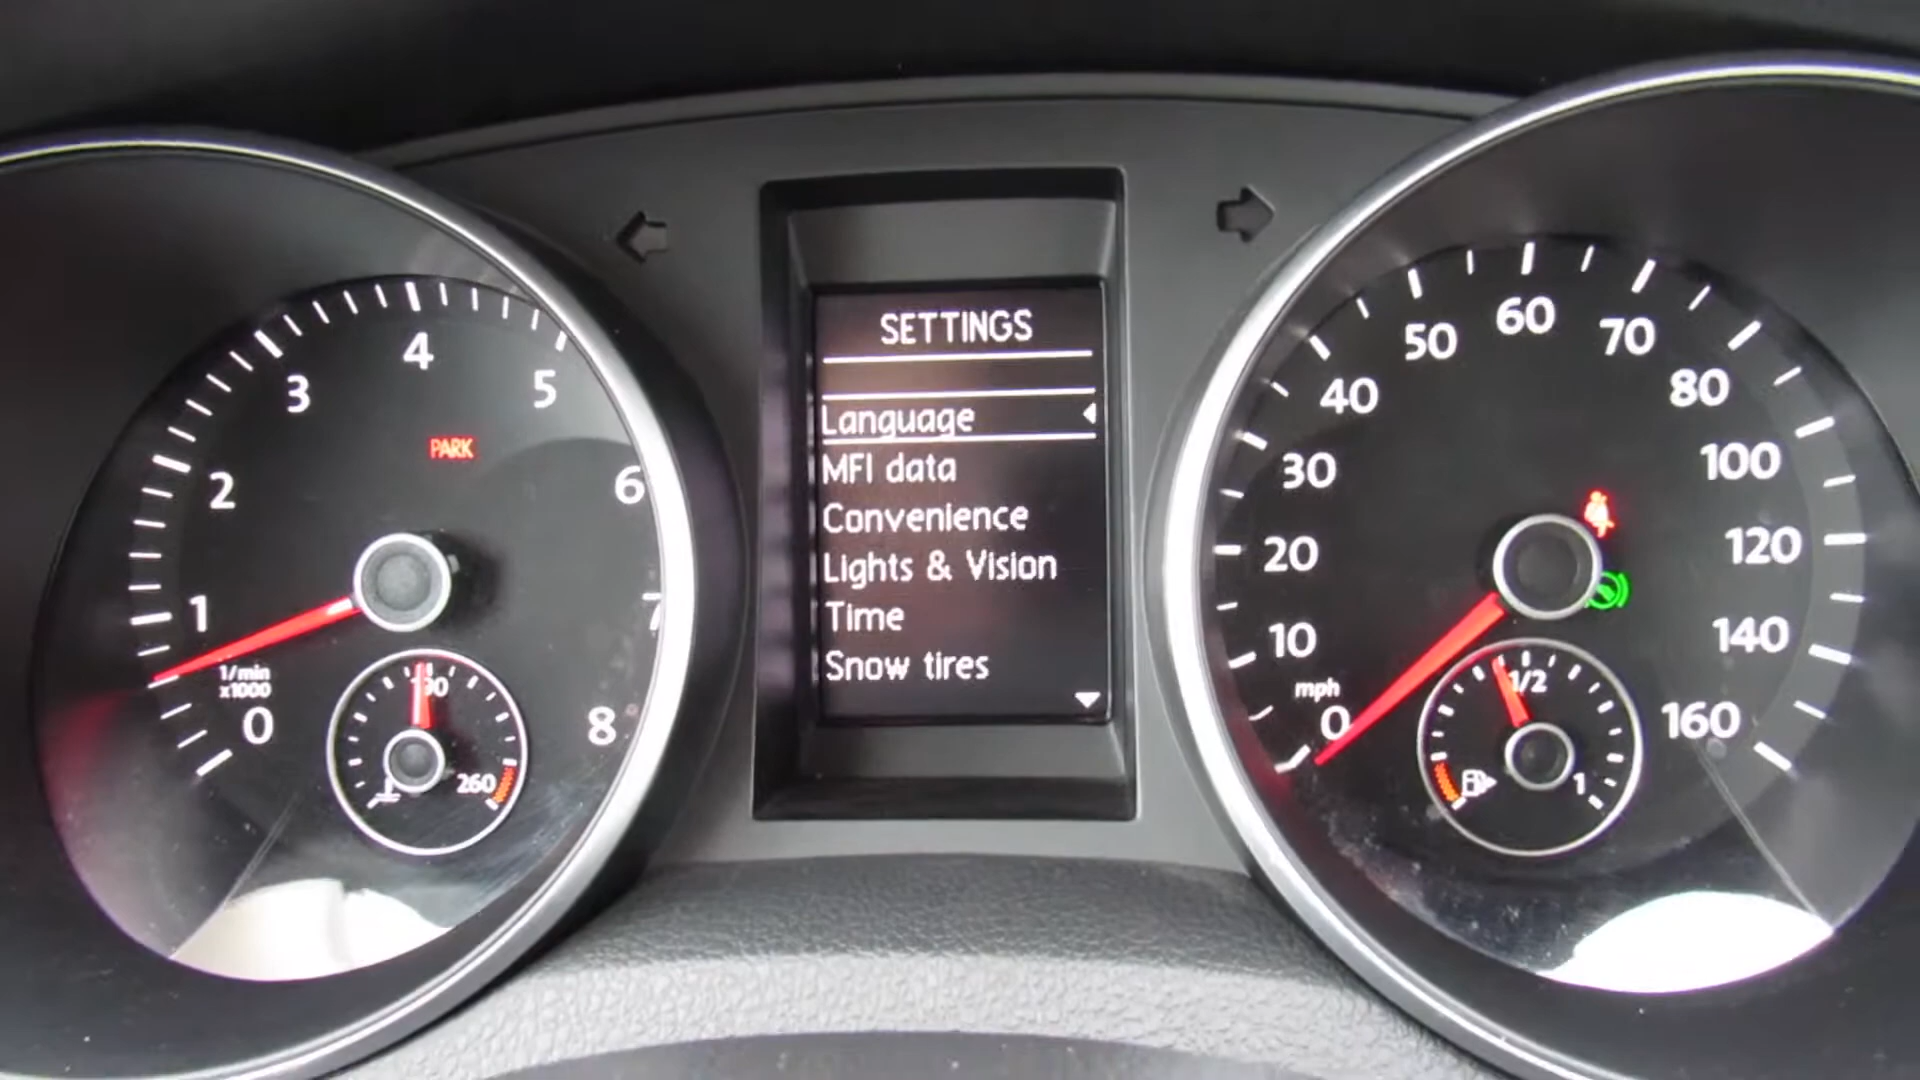 SETTINGS
Language
MFI data
Convenience
Lights & Vision
Time
Snow tires
PARK
0
1
2
3
4
5
6
7
8
1/min
x1000
260
mph
0
10
20
30
40
50
60
70
80
100
120
140
160
1/2
1